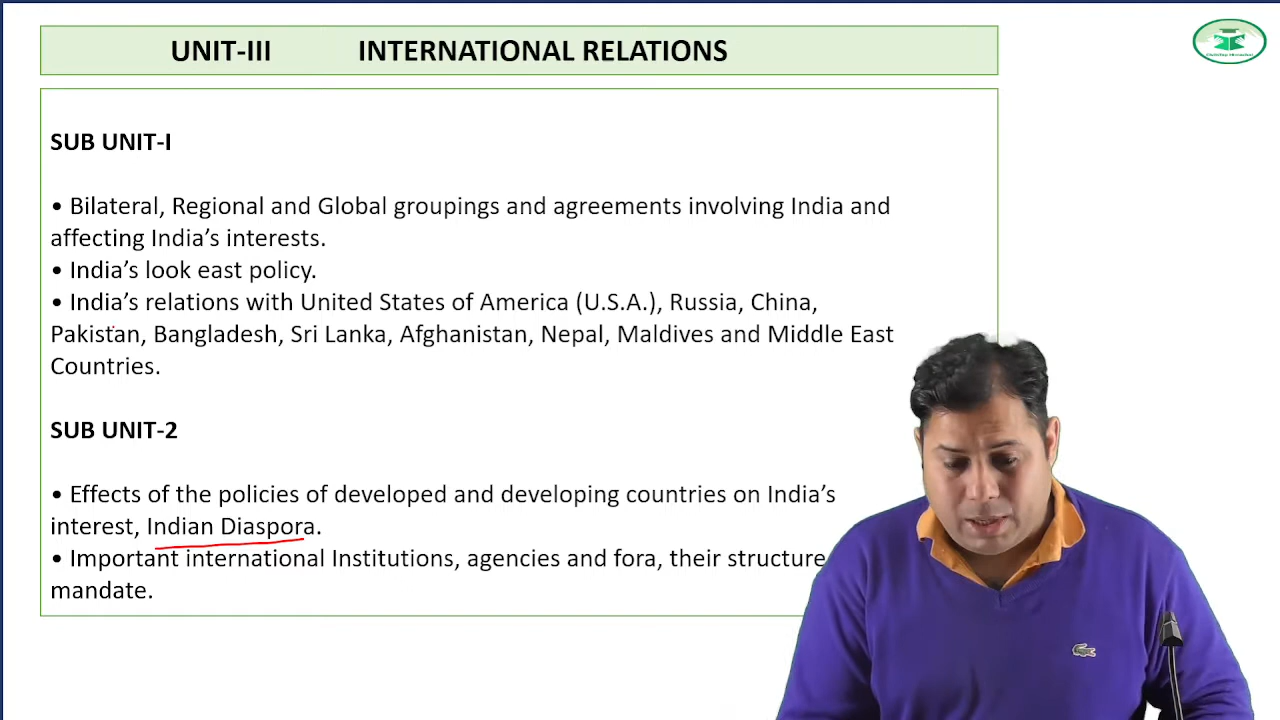 UNIT-III INTERNATIONAL RELATIONS
SUB UNIT-I
• Bilateral, Regional and Global groupings and agreements involving India and
affecting India's interests.
• India's look east policy.
• India's relations with United States of America (U.S.A.), Russia, China,
Pakistan, Bangladesh, Sri Lanka, Afghanistan, Nepal, Maldives and Middle East
Countries.
SUB UNIT-2
• Effects of the policies of developed and developing countries on India's
interest, Indian Diaspora.
• Important international Institutions, agencies and fora, their structure
mandate.